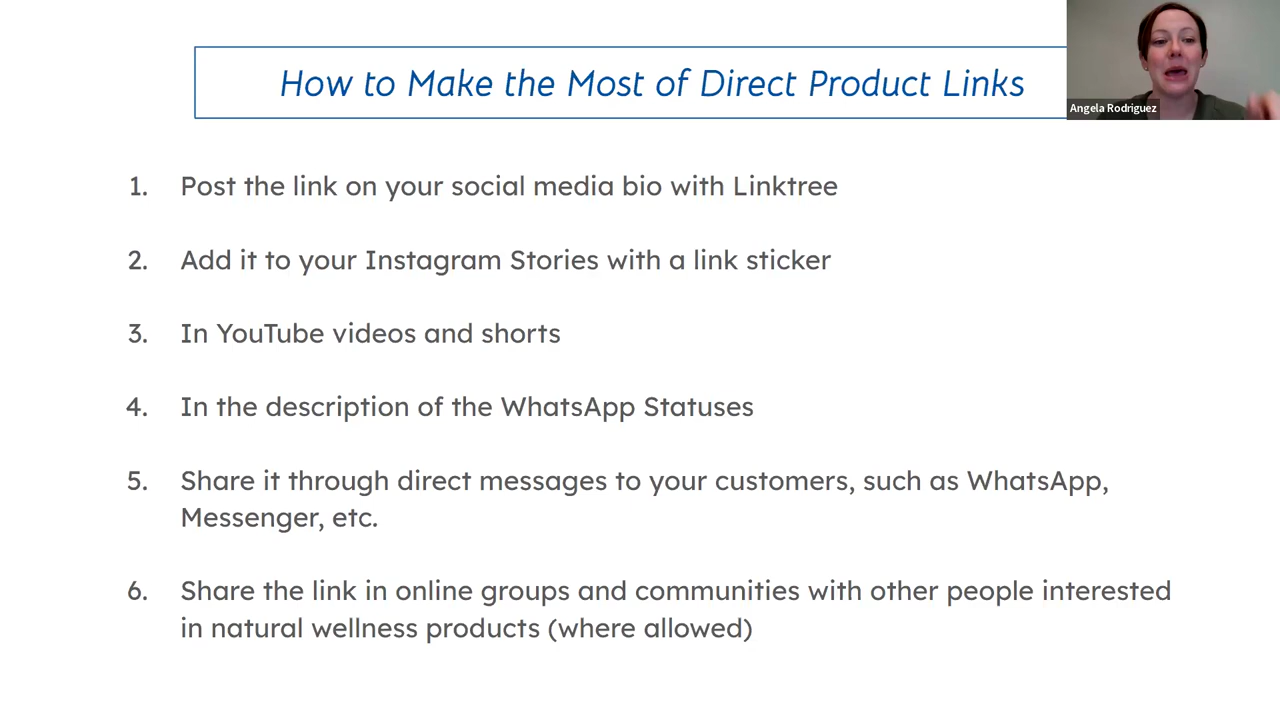 How to Make the Most of Direct Product Links
Angela Rodriguez
1. Post the link on your social media bio with Linktree
2. Add it to your Instagram Stories with a link sticker
3. In YouTube videos and shorts
4. In the description of the WhatsApp Statuses
5. Share it through direct messages to your customers, such as WhatsApp,
Messenger, etc.
6. Share the link in online groups and communities with other people interested
in natural wellness products (where allowed)